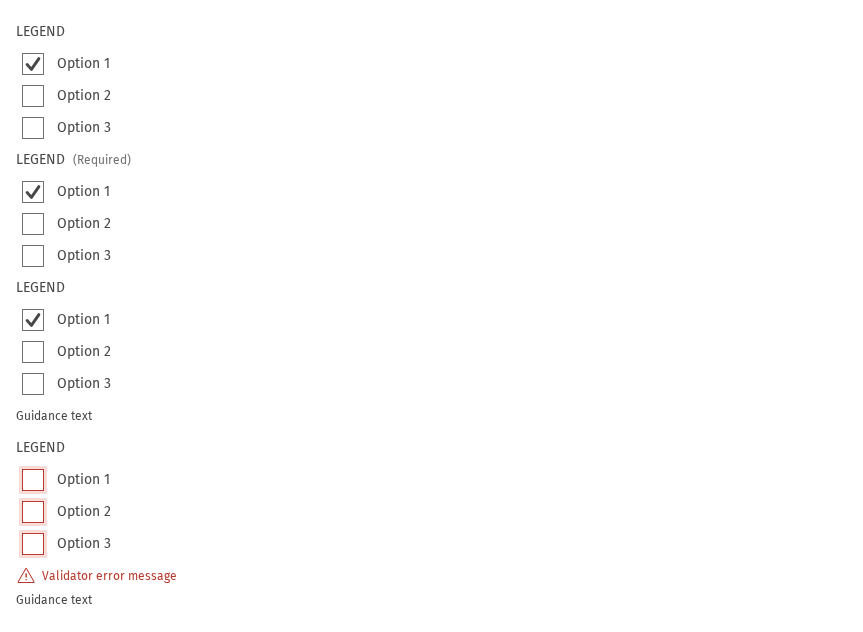 LEGEND
Option 1
Option 2
Option 3
LEGEND (Required)
Option 1
Option 2
Option 3
LEGEND
Option 1
Option 2
Option 3
Guidance text
LEGEND
Option 1
Option 2
Option 3
Validator error message
Guidance text